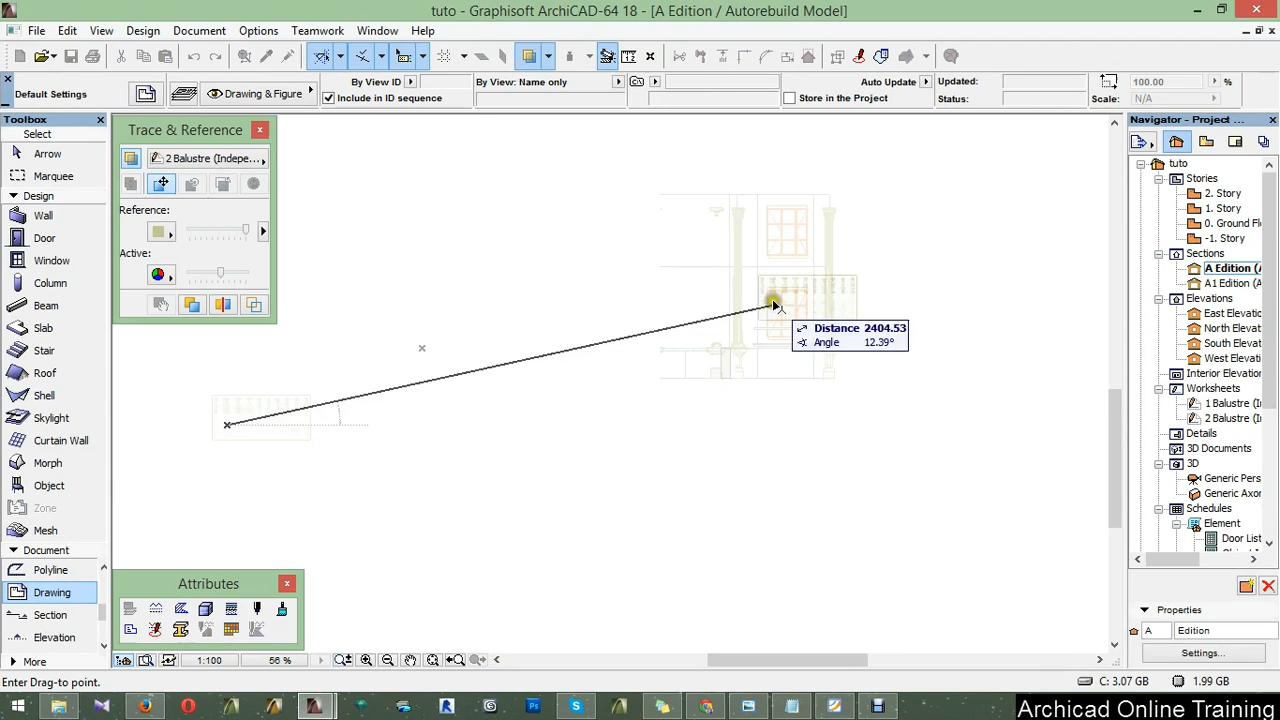 tuto - Graphisoft ArchiCAD-64 18 - [A Edition / Autorebuild Model]
File Edit View Design Document Options Teamwork Window Help
Default Settings
Drawing & Figure
By View ID
Include in ID sequence
By View: Name only
Auto Update
Store in the Project
Updated:
Status:
Scale:
100.00 %
N/A
Toolbox
Select
Arrow
Marquee
Design
Wall
Door
Window
Column
Beam
Slab
Stair
Roof
Shell
Skylight
Curtain Wall
Morph
Object
Zone
Mesh
Document
Polyline
Drawing
Section
Elevation
More
Trace & Reference
2 Balustre (Indepe...
Reference:
Active:
Distance 2404.53
Angle 12.39°
Attributes
1:100
56 %
Navigator - Project ...
tuto
Stories
2. Story
1. Story
0. Ground Fl
-1. Story
Sections
A Edition (A
A1 Edition (A
Elevations
East Elevatio
North Eleva
South Eleva
West Elevati
Interior Elevation
Worksheets
1 Balustre (In
2 Balustre (In
Details
3D Documents
3D
Generic Pers
Generic Axo
Schedules
Element
Door List
Properties
A
Edition
Settings...
Enter Drag-to point.
C: 3.07 GB
1.99 GB
Archicad Online Training